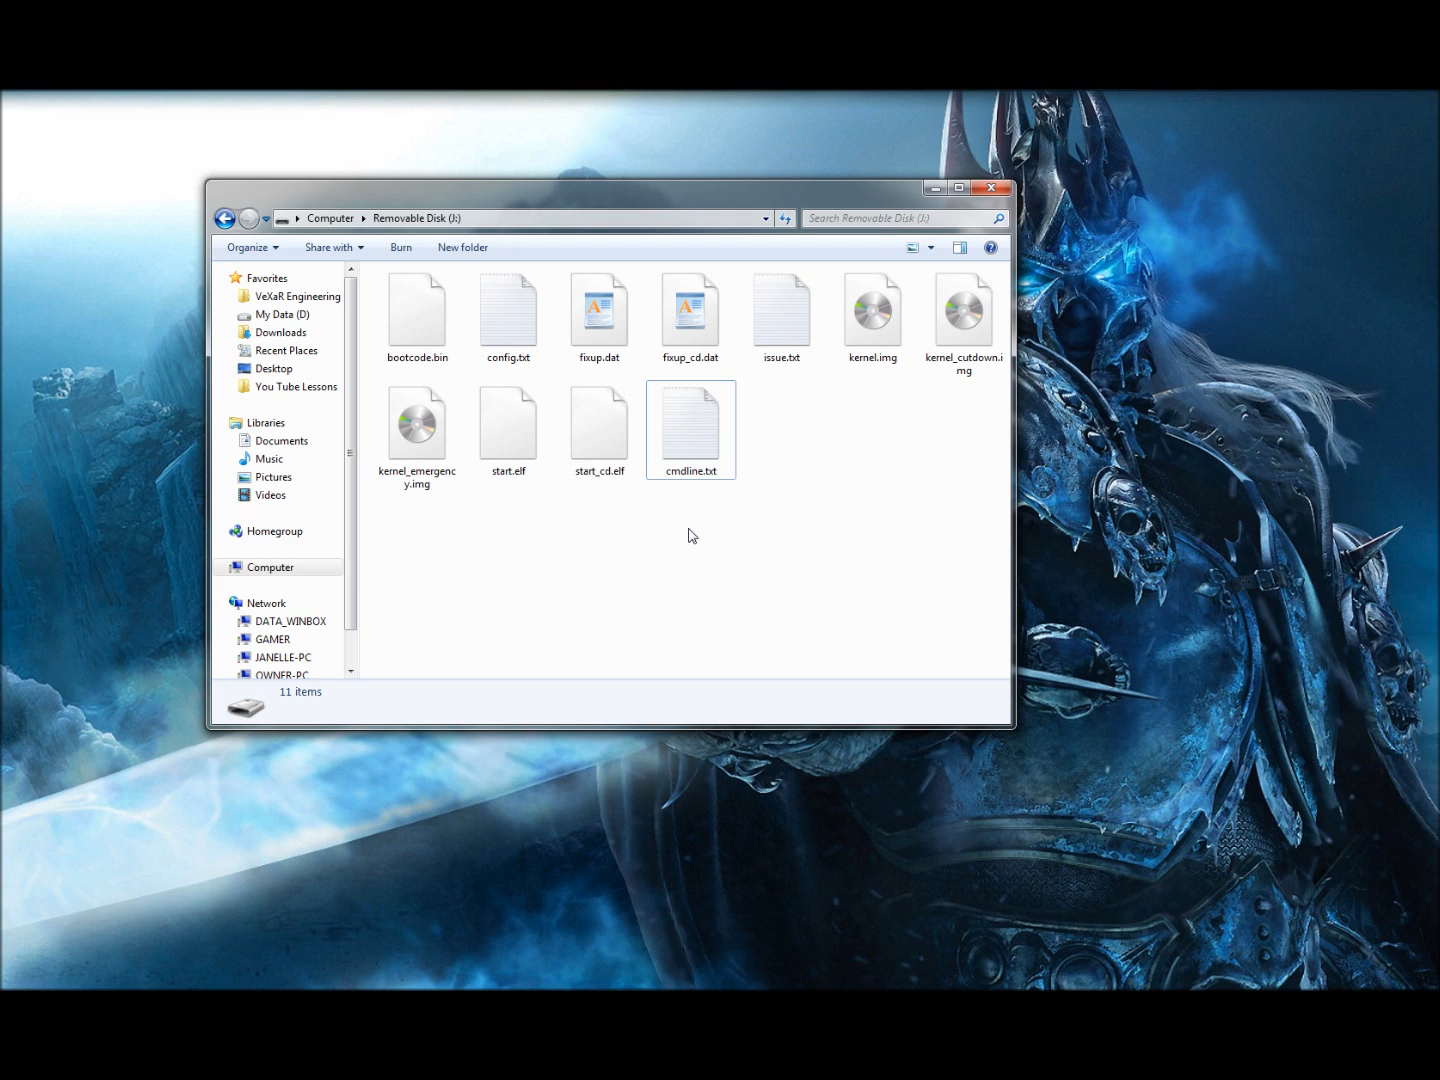 Computer Removable Disk (J:)
Search Removable Disk (J:)
Organize Share with Burn New folder
Favorites
VeXaR Engineering
My Data (D)
Downloads
Recent Places
Desktop
You Tube Lessons
Libraries
Documents
Music
Pictures
Videos
Homegroup
Computer
Network
DATA_WINBOX
GAMER
JANELLE-PC
OWNER-PC
bootcode.bin
config.txt
fixup.dat
fixup_cd.dat
issue.txt
kernel.img
kernel_cutdown.i
mg
kernel_emergenc
y.img
start.elf
start_cd.elf
cmdline.txt
11 items